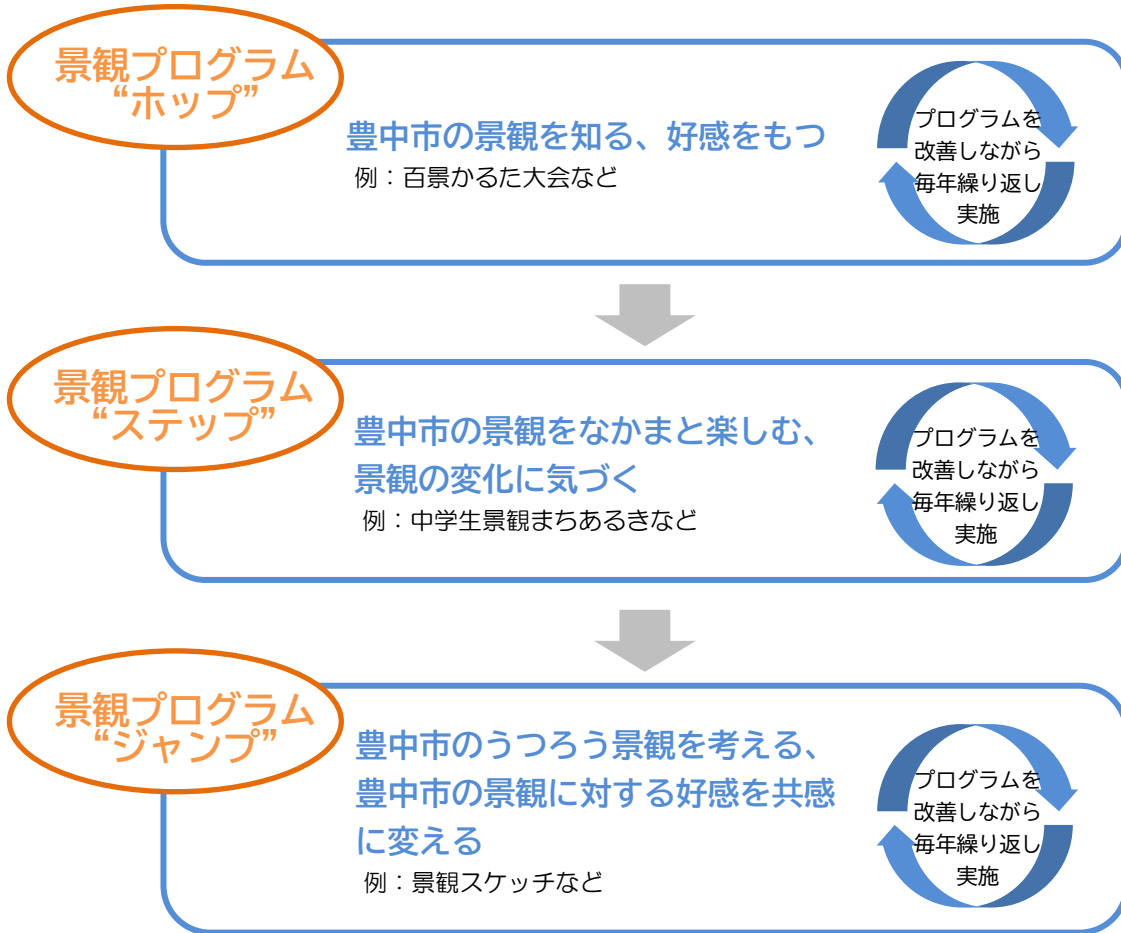 景観プログラム
“ホップ”
豊中市の景観を知る、好感をもつ
例：百景かるた大会など
プログラムを
改善しながら
毎年繰り返し
実施
景観プログラム
“ステップ”
豊中市の景観をなかまと楽しむ、
景観の変化に気づく
例：中学生景観まちあるきなど
プログラムを
改善しながら
毎年繰り返し
実施
景観プログラム
“ジャンプ”
豊中市のうつろう景観を考える、
豊中市の景観に対する好感を共感
に変える
例：景観スケッチなど
プログラムを
改善しながら
毎年繰り返し
実施